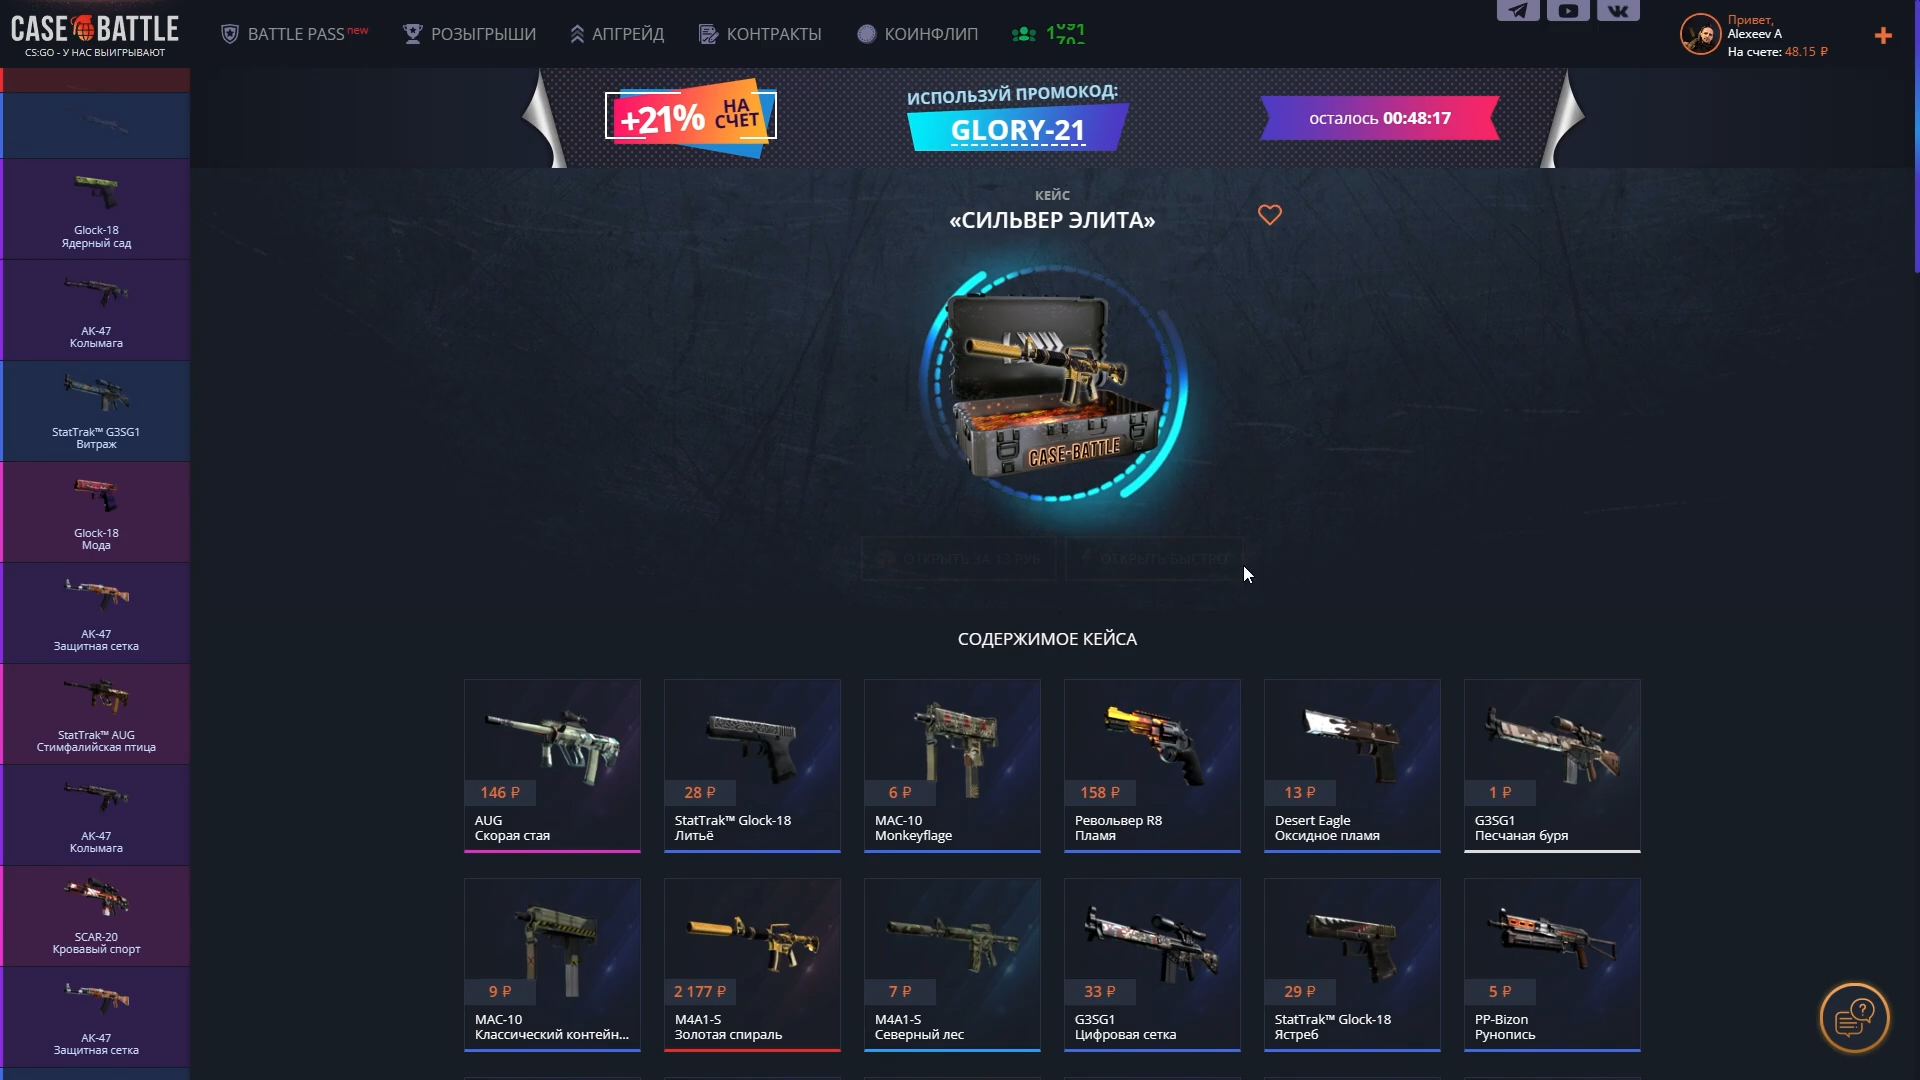 CASE BATTLE
CS:GO - У НАС ВЫИГРЫВАЮТ
BATTLE PASS new
РОЗЫГРЫШИ
АПГРЕЙД
КОНТРАКТЫ
КОИНФЛИП
Привет,
Alexeev A
На счете: 48.15 ₽
+21% НА СЧЕТ
ИСПОЛЬЗУЙ ПРОМОКОД:
GLORY-21
осталось 00:48:17
КЕЙС
«СИЛЬВЕР ЭЛИТА»
CASE-BATTLE
ОТКРЫТЬ ЗА 13 РУБ
ОТКРЫТЬ БЫСТРО
Glock-18
Ядерный сад
AK-47
Колымага
StatTrak™ G3SG1
Витраж
Glock-18
Мода
AK-47
Защитная сетка
StatTrak™ AUG
Стимфалийская птица
AK-47
Колымага
SCAR-20
Кровавый спорт
AK-47
Защитная сетка
СОДЕРЖИМОЕ КЕЙСА
146 ₽
AUG
Скорая стая
28 ₽
StatTrak™ Glock-18
Литьё
6 ₽
MAC-10
Monkeyflage
158 ₽
Револьвер R8
Пламя
13 ₽
Desert Eagle
Оксидное пламя
1 ₽
G3SG1
Песчаная буря
9 ₽
MAC-10
Классический контейн...
2 177 ₽
M4A1-S
Золотая спираль
7 ₽
M4A1-S
Северный лес
33 ₽
G3SG1
Цифровая сетка
29 ₽
StatTrak™ Glock-18
Ястреб
5 ₽
PP-Bizon
Рунопись